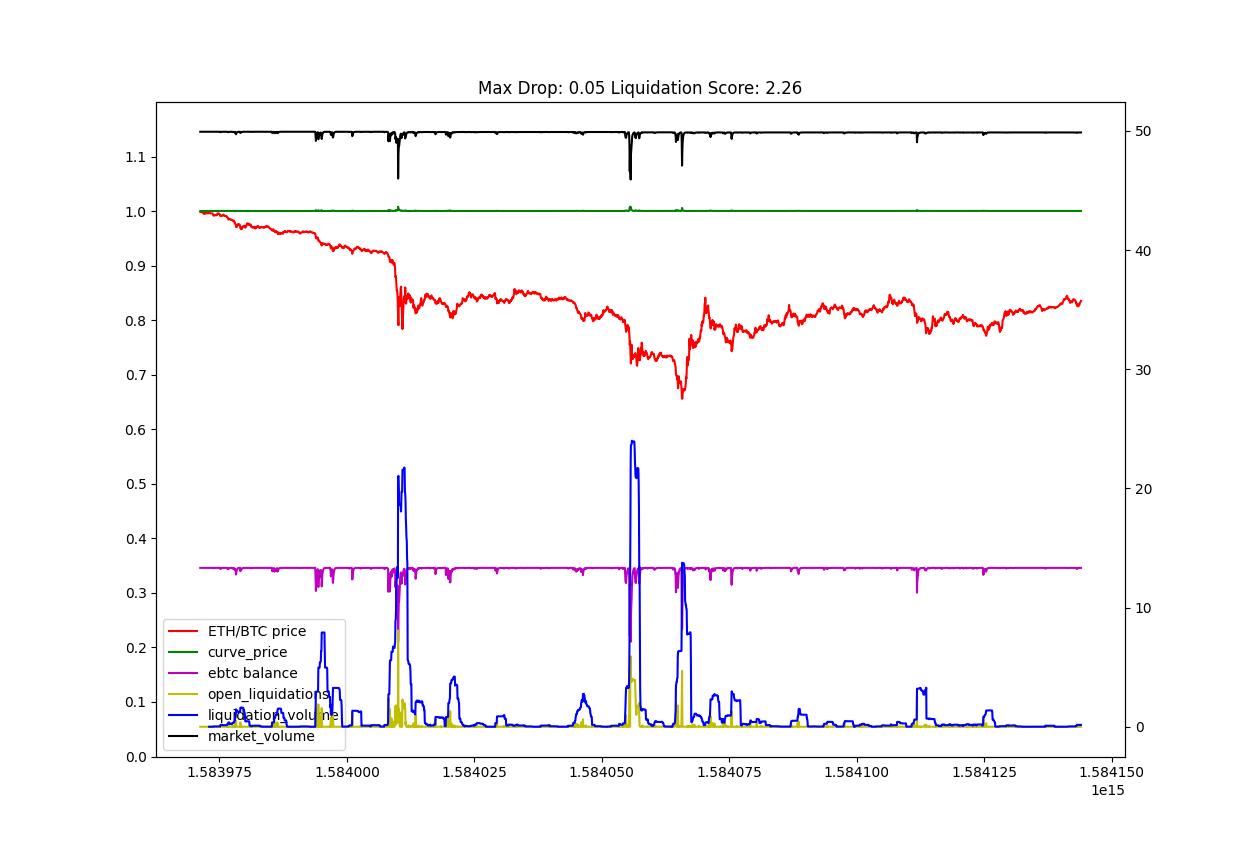 Max Drop: 0.05 Liquidation Score: 2.26
1.1
1.0
0.9
0.8
0.7
0.6
0.5
0.4
0.3
0.2
0.1
0.0
50
40
30
20
10
0
ETH/BTC price
curve_price
ebtc balance
open_liquidations
liquidation_volume
market_volume
1.583975 1.584000 1.584025 1.584050 1.584075 1.584100 1.584125 1.584150
1e15